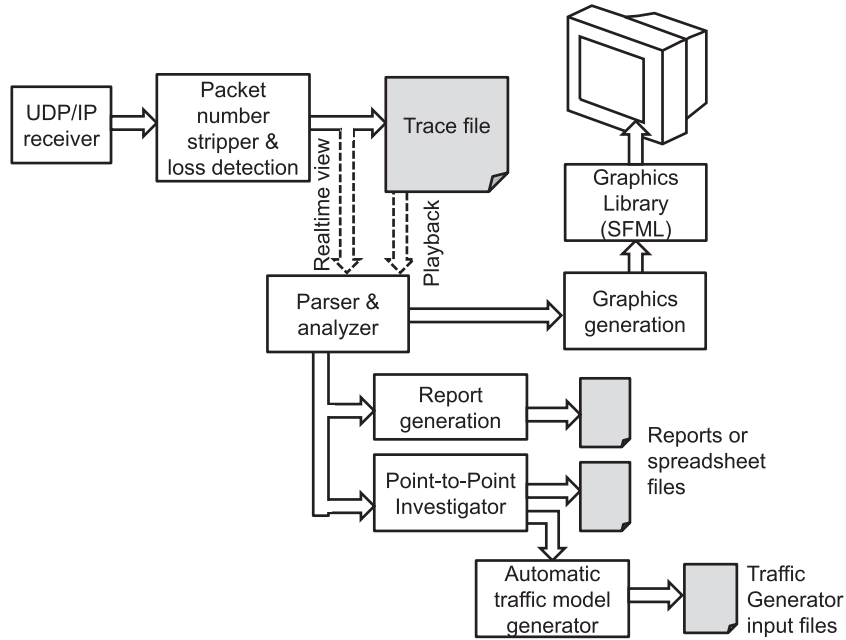 UDP/IP
receiver
Packet
number
stripper &
loss detection
Trace file
Realtime view
Playback
Graphics
Library
(SFML)
Parser &
analyzer
Graphics
generation
Report
generation
Reports or
spreadsheet
files
Point-to-Point
Investigator
Automatic
traffic model
generator
Traffic
Generator
input files